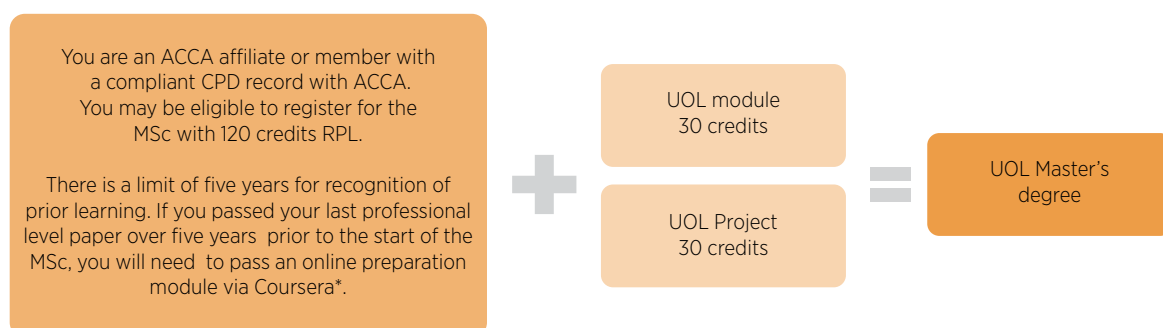 You are an ACCA affiliate or member with
a compliant CPD record with ACCA.
You may be eligible to register for the
MSc with 120 credits RPL.
There is a limit of five years for recognition of
prior learning. If you passed your last professional
level paper over five years prior to the start of the
MSc, you will need to pass an online preparation
module via Coursera*.
UOL module
30 credits
UOL Project
30 credits
UOL Master's
degree